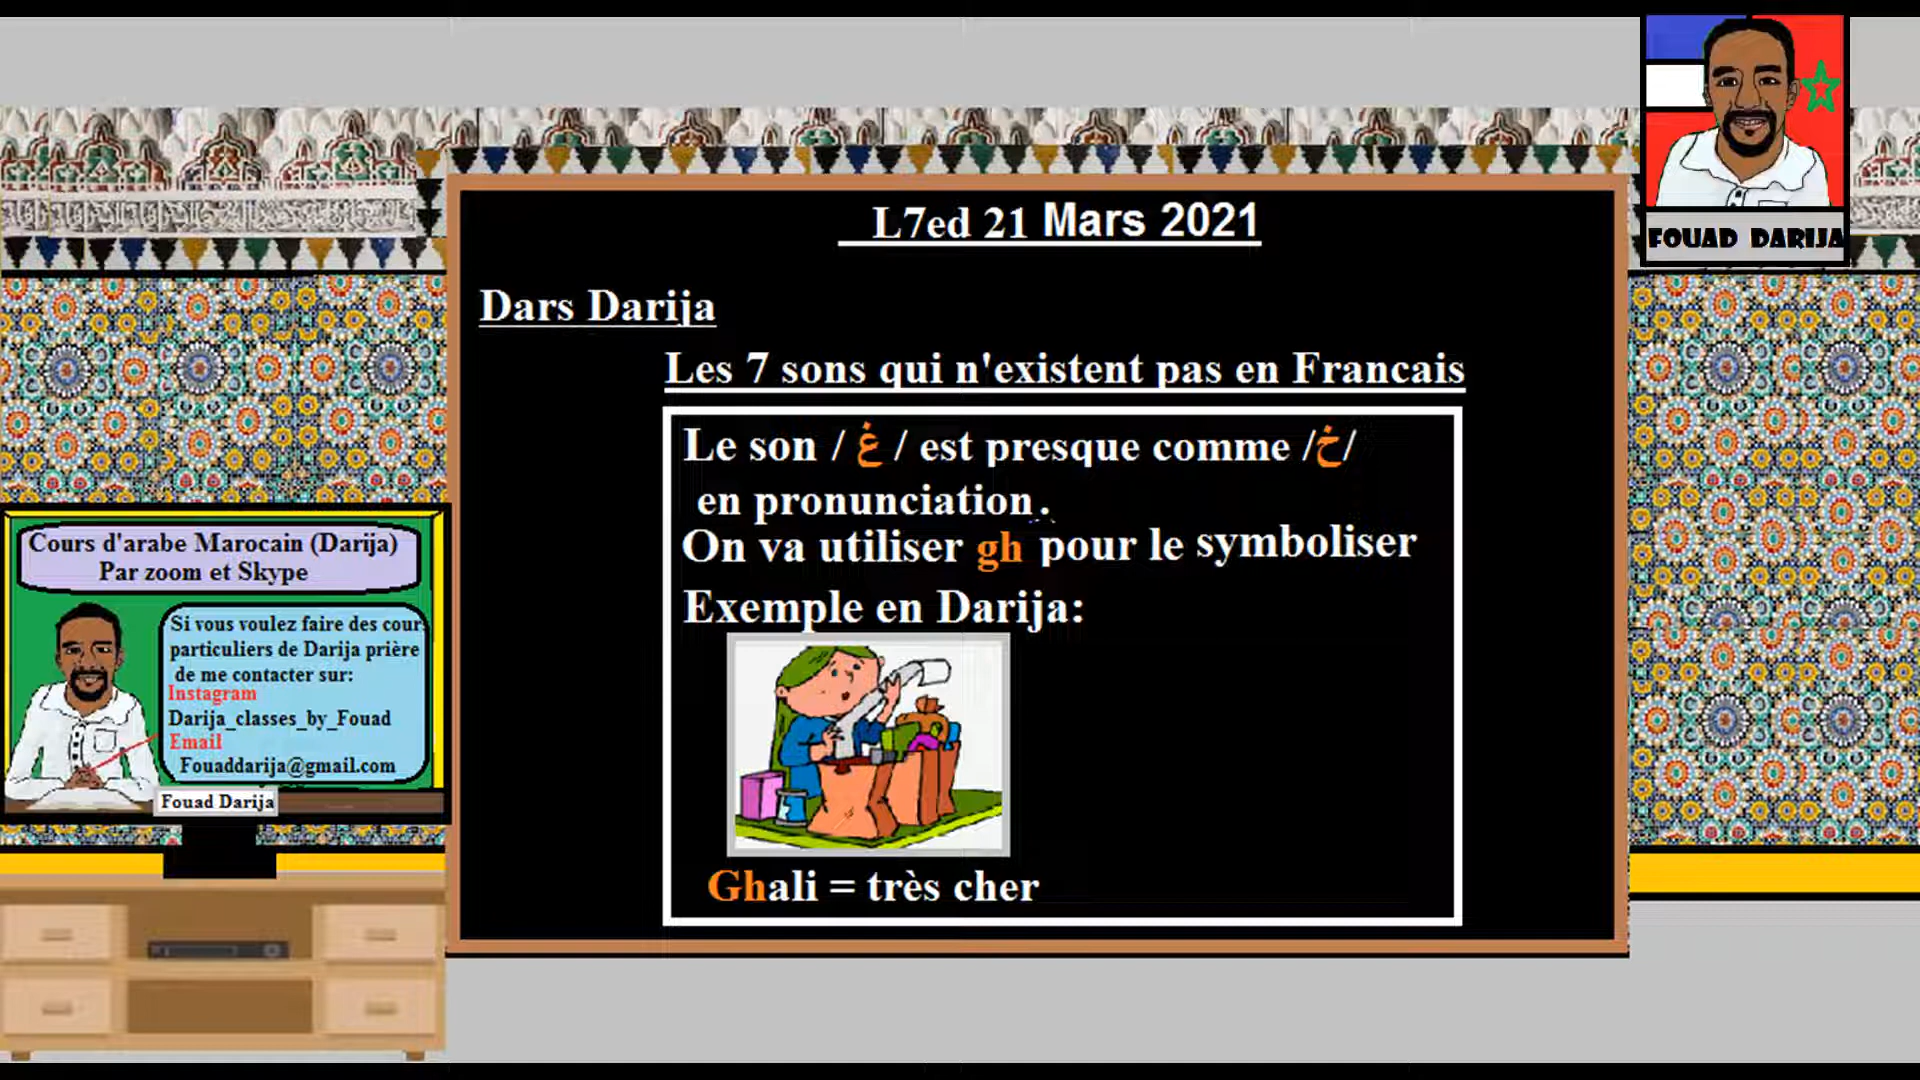 L7ed 21 Mars 2021
FOUAD DARIJA
Dars Darija
Les 7 sons qui n'existent pas en Francais
Le son / غ / est presque comme /خ/
en pronunciation.
On va utiliser gh pour le symboliser
Exemple en Darija:
Ghali = très cher
Cours d'arabe Marocain (Darija)
Par zoom et Skype
Si vous voulez faire des cour
particuliers de Darija prière
de me contacter sur:
Instagram
Darija_classes_by_Fouad
Email
Fouaddarija@gmail.com
Fouad Darija